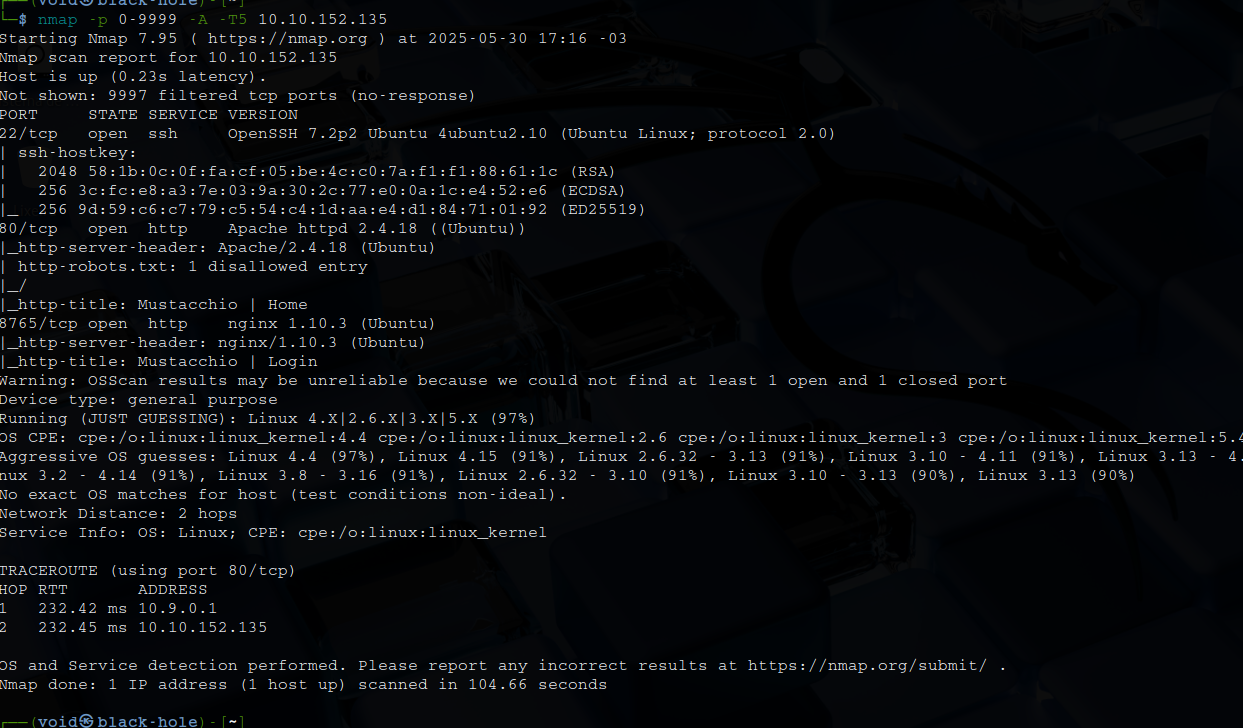 ┌──(void㉿black-hole)-[~]
└─$ nmap -p 0-9999 -A -T5 10.10.152.135
Starting Nmap 7.95 ( https://nmap.org ) at 2025-05-30 17:16 -03
Nmap scan report for 10.10.152.135
Host is up (0.23s latency).
Not shown: 9997 filtered tcp ports (no-response)
PORT     STATE SERVICE VERSION
22/tcp   open  ssh     OpenSSH 7.2p2 Ubuntu 4ubuntu2.10 (Ubuntu Linux; protocol 2.0)
| ssh-hostkey:
|   2048 58:1b:0c:0f:fa:cf:05:be:4c:c0:7a:f1:f1:88:61:1c (RSA)
|   256 3c:fc:e8:a3:7e:03:9a:30:2c:77:e0:0a:1c:e4:52:e6 (ECDSA)
|_  256 9d:59:c6:c7:79:c5:54:c4:1d:aa:e4:d1:84:71:01:92 (ED25519)
80/tcp   open  http    Apache httpd 2.4.18 ((Ubuntu))
|_http-server-header: Apache/2.4.18 (Ubuntu)
| http-robots.txt: 1 disallowed entry
|_/
|_http-title: Mustacchio | Home
8765/tcp open  http    nginx 1.10.3 (Ubuntu)
|_http-server-header: nginx/1.10.3 (Ubuntu)
|_http-title: Mustacchio | Login
Warning: OSScan results may be unreliable because we could not find at least 1 open and 1 closed port
Device type: general purpose
Running (JUST GUESSING): Linux 4.X|2.6.X|3.X|5.X (97%)
OS CPE: cpe:/o:linux:linux_kernel:4.4 cpe:/o:linux:linux_kernel:2.6 cpe:/o:linux:linux_kernel:3 cpe:/o:linux:linux_kernel:5.4
Aggressive OS guesses: Linux 4.4 (97%), Linux 4.15 (91%), Linux 2.6.32 - 3.13 (91%), Linux 3.10 - 4.11 (91%), Linux 3.13 - 4.
nux 3.2 - 4.14 (91%), Linux 3.8 - 3.16 (91%), Linux 2.6.32 - 3.10 (91%), Linux 3.10 - 3.13 (90%), Linux 3.13 (90%)
No exact OS matches for host (test conditions non-ideal).
Network Distance: 2 hops
Service Info: OS: Linux; CPE: cpe:/o:linux:linux_kernel

TRACEROUTE (using port 80/tcp)
HOP RTT       ADDRESS
1   232.42 ms 10.9.0.1
2   232.45 ms 10.10.152.135

OS and Service detection performed. Please report any incorrect results at https://nmap.org/submit/ .
Nmap done: 1 IP address (1 host up) scanned in 104.66 seconds

┌──(void㉿black-hole)-[~]